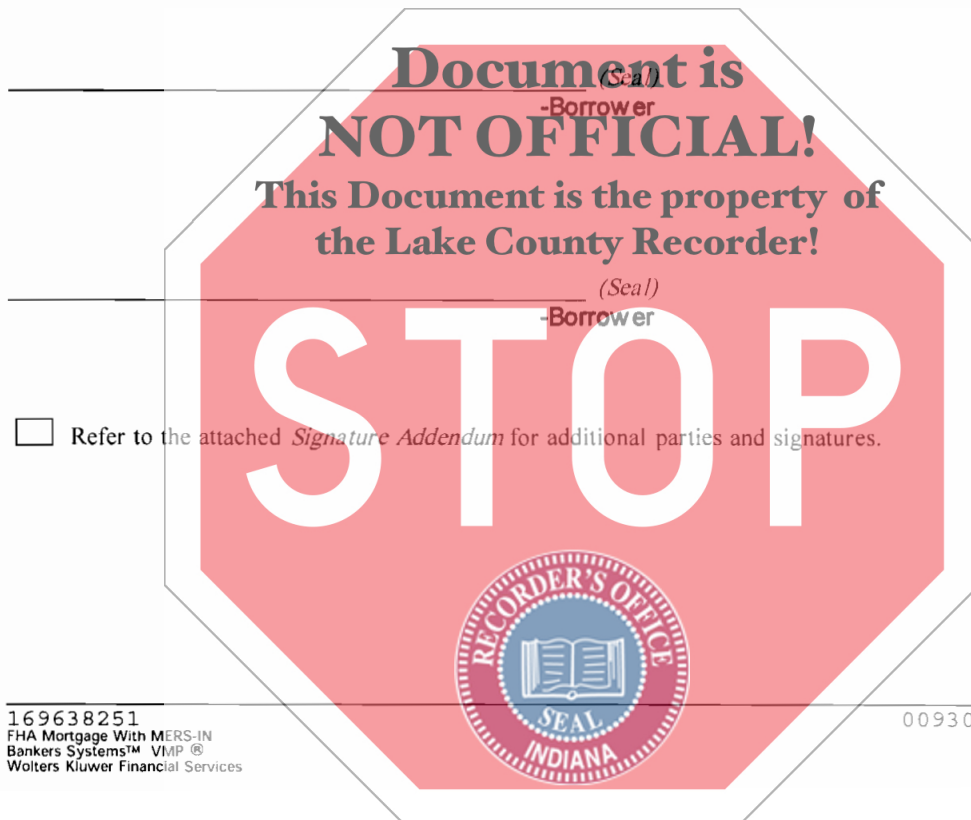 Document is
(Seal)
-Borrower
NOT OFFICIAL!
This Document is the property of
the Lake County Recorder!
(Seal)
-Borrower
STOP
Refer to the attached Signature Addendum for additional parties and signatures.
RECORDER'S OFFICE
SEAL
INDIANA
169638251
FHA Mortgage With MERS-IN
Bankers Systems™ VMP ®
Wolters Kluwer Financial Services
00930